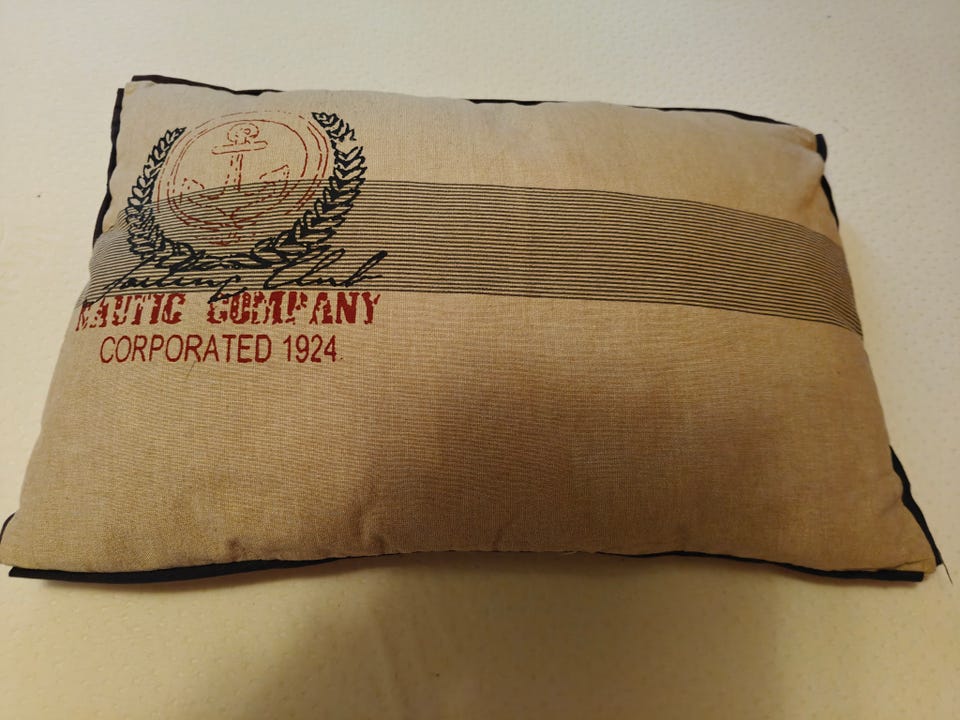 Sailing Club
NAUTIC COMPANY
CORPORATED 1924